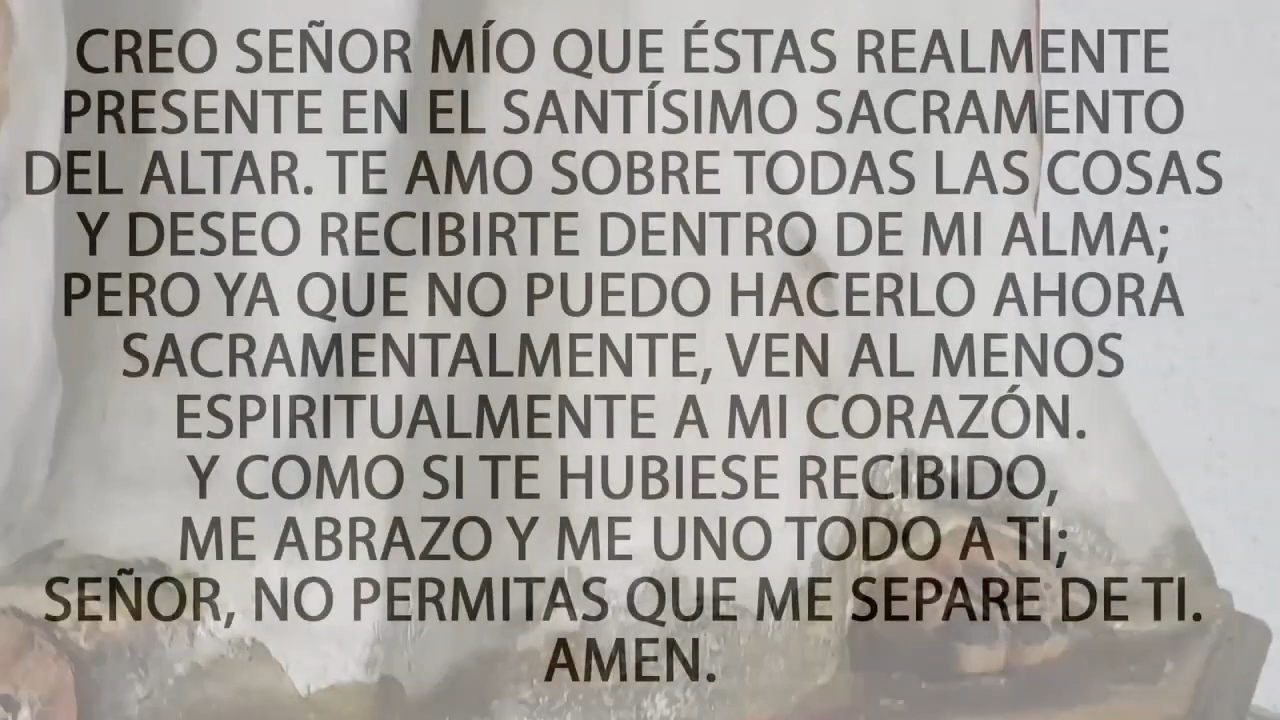 CREO SEÑOR MÍO QUE ÉSTAS REALMENTE
PRESENTE EN EL SANTÍSIMO SACRAMENTO
DEL ALTAR. TE AMO SOBRE TODAS LAS COSAS
Y DESEO RECIBIRTE DENTRO DE MI ALMA;
PERO YA QUE NO PUEDO HACERLO AHORA
SACRAMENTALMENTE, VEN AL MENOS
ESPIRITUALMENTE A MI CORAZÓN.
Y COMO SI TE HUBIESE RECIBIDO,
ME ABRAZO Y ME UNO TODO A TI;
SEÑOR, NO PERMITAS QUE ME SEPARE DE TI.
AMEN.